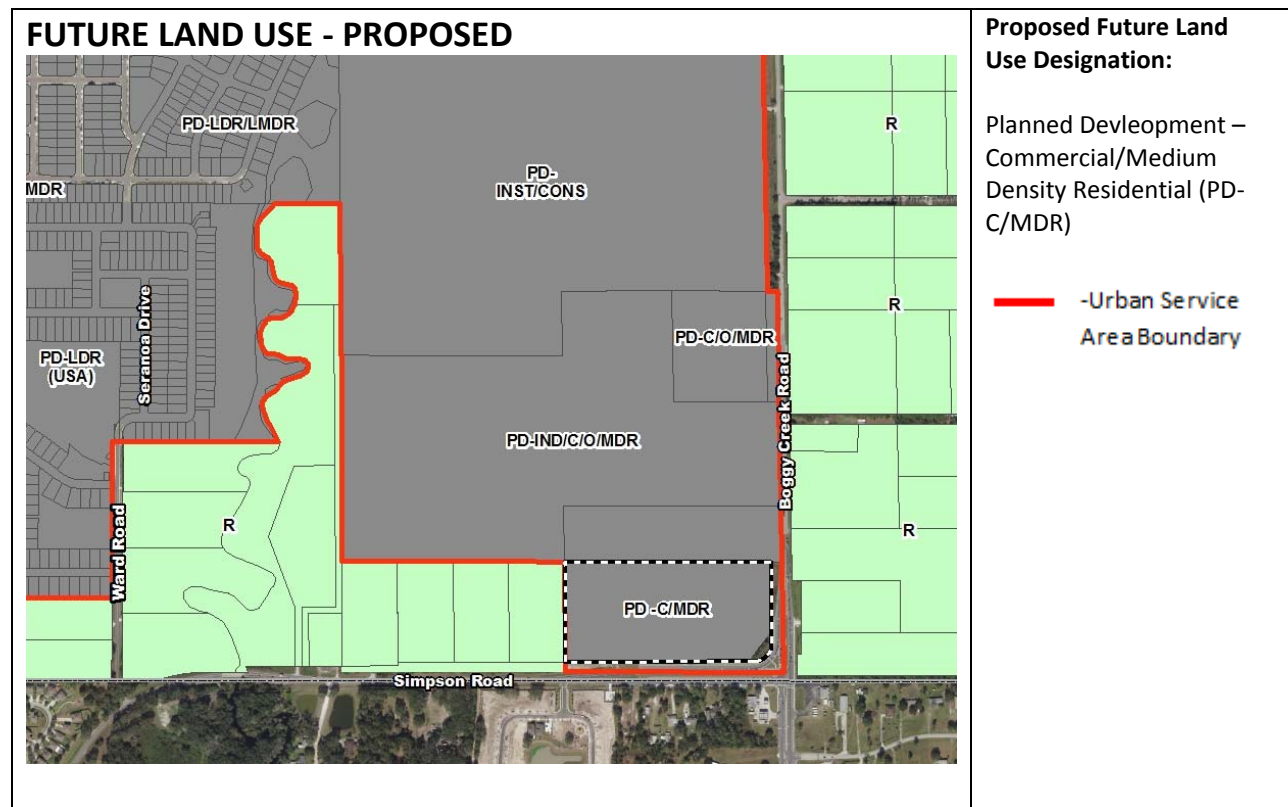 FUTURE LAND USE - PROPOSED
PD-LDR/LMDR
R
PD-
INST/CONS
MDR
Seranoa Drive
R
PD-C/O/MDR
PD-LDR
(USA)
Boggy Creek Road
PD-IND/C/O/MDR
Ward Road
R
R
PD -C/MDR
Simpson Road
Proposed Future Land
Use Designation:
Planned Devleopment –
Commercial/Medium
Density Residential (PD-
C/MDR)
-Urban Service
Area Boundary